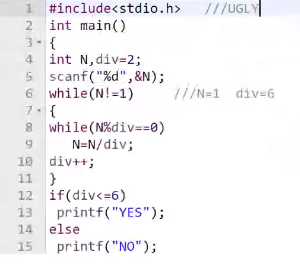 1 #include<stdio.h> ///UGLY
2 int main()
3 {
4 int N,div=2;
5 scanf("%d",&N);
6 while(N!=1) ///N=1 div=6
7 {
8 while(N%div==0)
9 N=N/div;
10 div++;
11 }
12 if(div<=6)
13 printf("YES");
14 else
15 printf("NO");